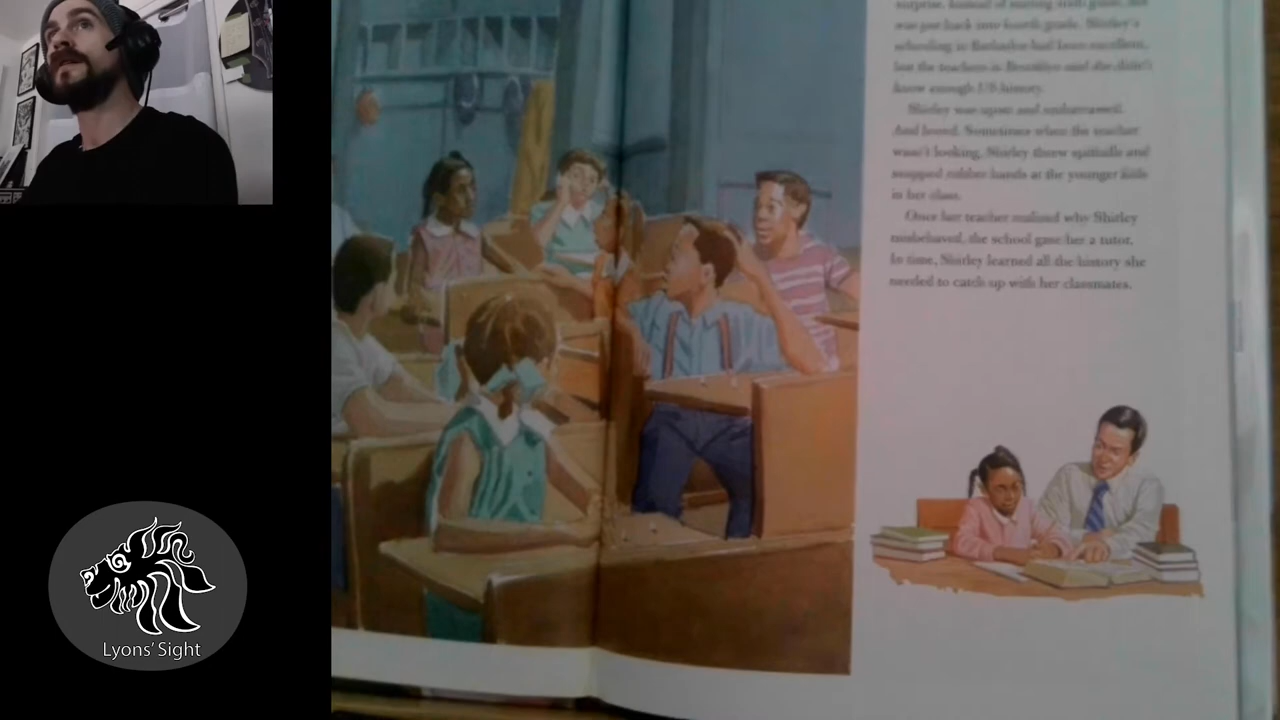 surprise. Instead of starting sixth grade, she
was put back into fourth grade. Shirley's
schooling in Barbados had been excellent,
but the teachers in Brooklyn said she didn't
know enough US history.
Shirley was upset and embarrassed.
And bored. Sometimes when the teacher
wasn't looking, Shirley threw spitballs and
snapped rubber bands at the younger kids
in her class.
Once her teacher realized why Shirley
misbehaved, the school gave her a tutor.
In time, Shirley learned all the history she
needed to catch up with her classmates.
Lyons' Sight